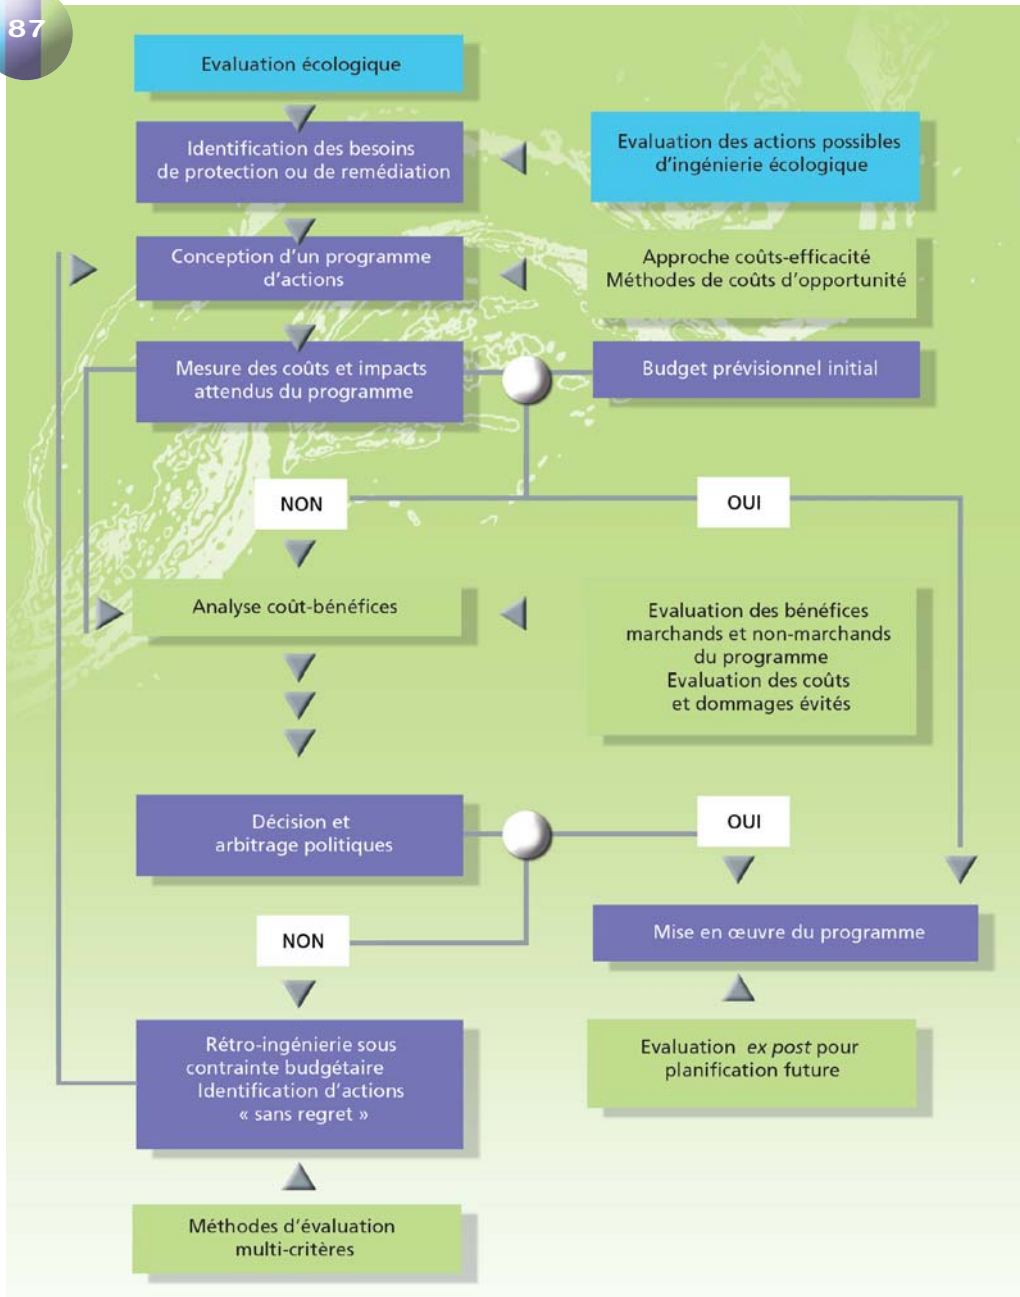 87
Evaluation écologique
Identification des besoins
de protection ou de remédiation
Evaluation des actions possibles
d'ingénierie écologique
Conception d'un programme
d'actions
Approche coûts-efficacité
Méthodes de coûts d'opportunité
Mesure des coûts et impacts
attendus du programme
Budget prévisionnel initial
NON
OUI
Analyse coût-bénéfices
Evaluation des bénéfices
marchands et non-marchands
du programme
Evaluation des coûts
et dommages évités
Décision et
arbitrage politiques
OUI
NON
Mise en œuvre du programme
Rétro-ingénierie sous
contrainte budgétaire
Identification d'actions
« sans regret »
Evaluation ex post pour
planification future
Méthodes d'évaluation
multi-critères